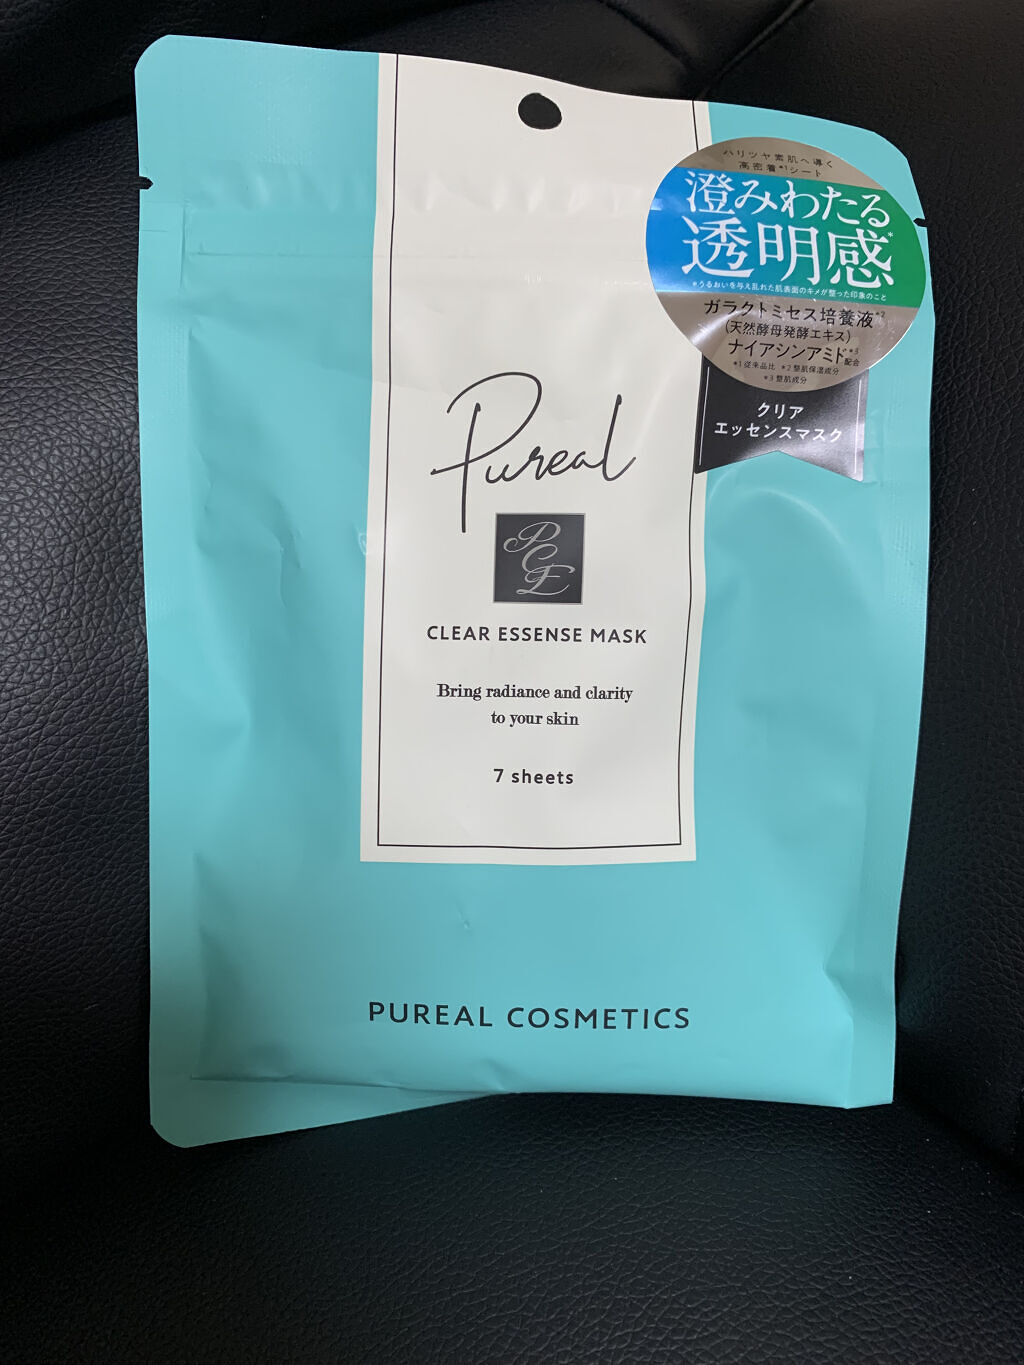 ハリツヤ素肌へ導く
高密着*1シート
澄みわたる
透明感*
*うるおいを与え乱れた肌表面のキメが整った印象のこと
ガラクトミセス培養液*2
(天然酵母発酵エキス)
ナイアシンアミド*3配合
*1 従来品比 *2 整肌保湿成分
*3 整肌成分
クリア
エッセンスマスク
Pureal
PCE
CLEAR ESSENSE MASK
Bring radiance and clarity
to your skin
7 sheets
PUREAL COSMETICS